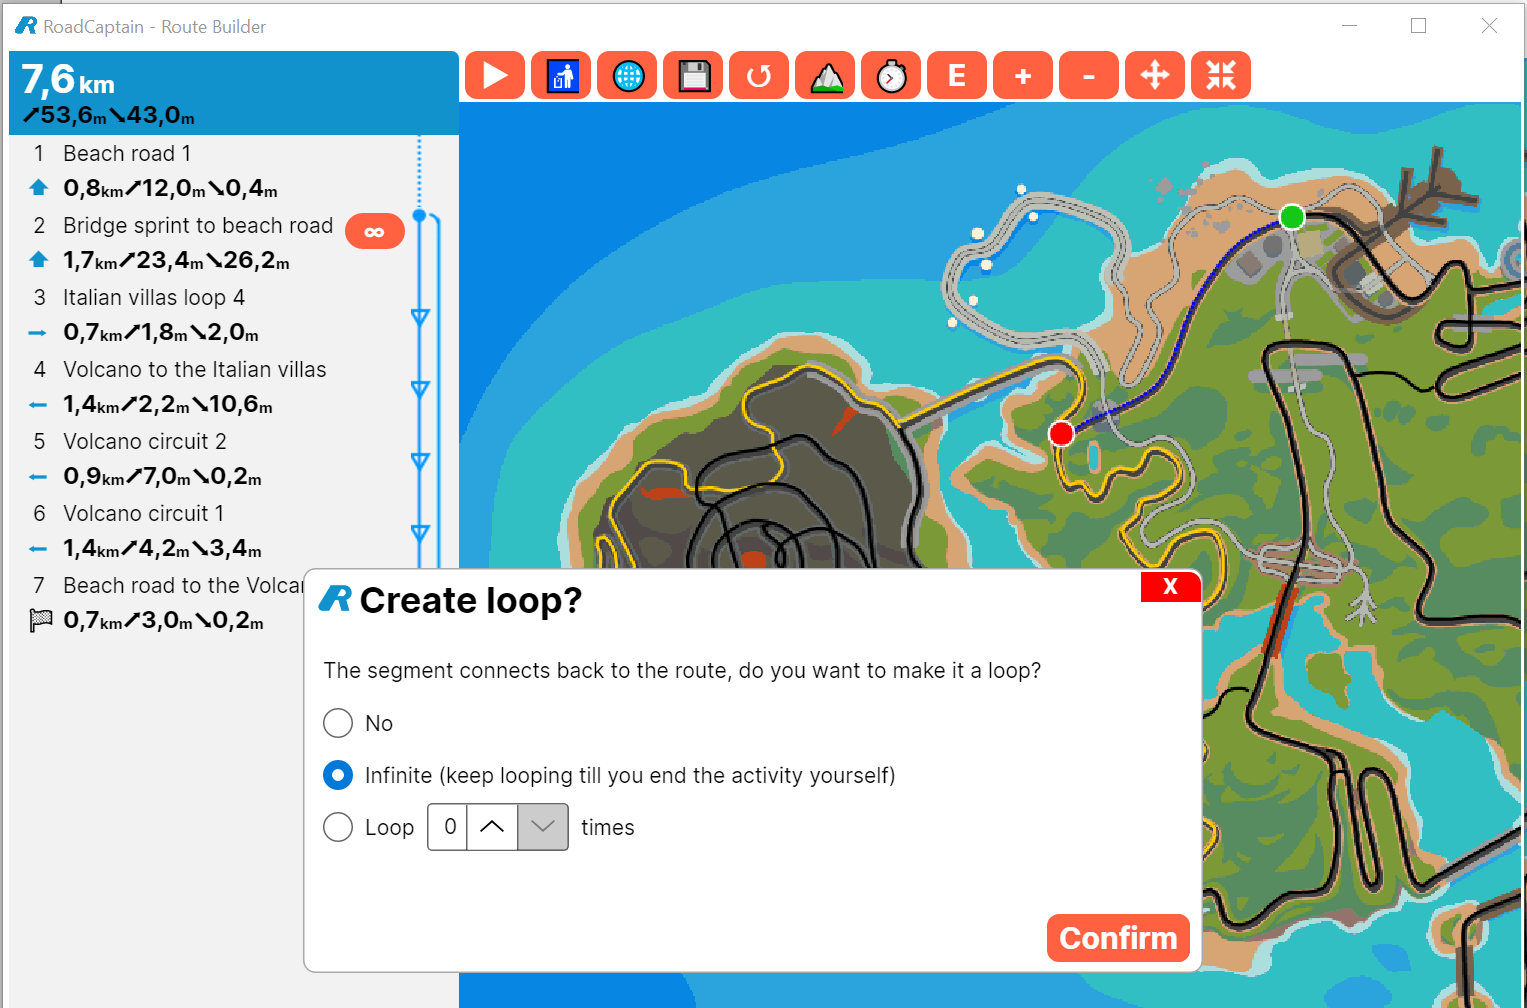 RoadCaptain - Route Builder
7,6 km
↗53,6m↘43,0m
E + -
1 Beach road 1
0,8km↗12,0m↘0,4m
2 Bridge sprint to beach road ∞
1,7km↗23,4m↘26,2m
3 Italian villas loop 4
0,7km↗1,8m↘2,0m
4 Volcano to the Italian villas
1,4km↗2,2m↘10,6m
5 Volcano circuit 2
0,9km↗7,0m↘0,2m
6 Volcano circuit 1
1,4km↗4,2m↘3,4m
7 Beach road to the Volca
0,7km↗3,0m↘0,2m
Create loop?
X
The segment connects back to the route, do you want to make it a loop?
No
Infinite (keep looping till you end the activity yourself)
Loop 0 times
Confirm